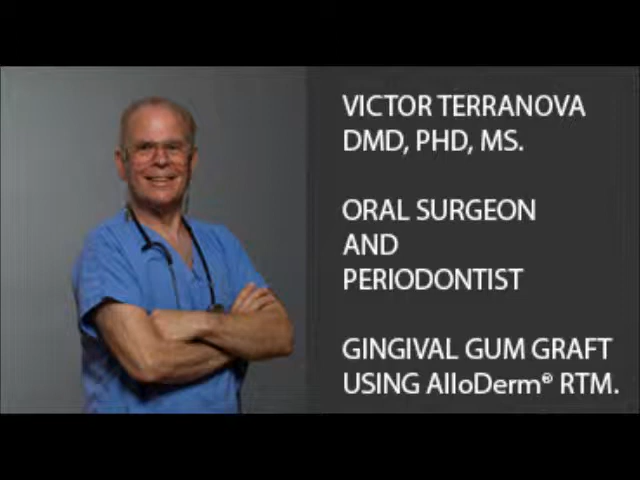 VICTOR TERRANOVA
DMD, PHD, MS.
ORAL SURGEON
AND
PERIODONTIST
GINGIVAL GUM GRAFT
USING AlloDerm® RTM.